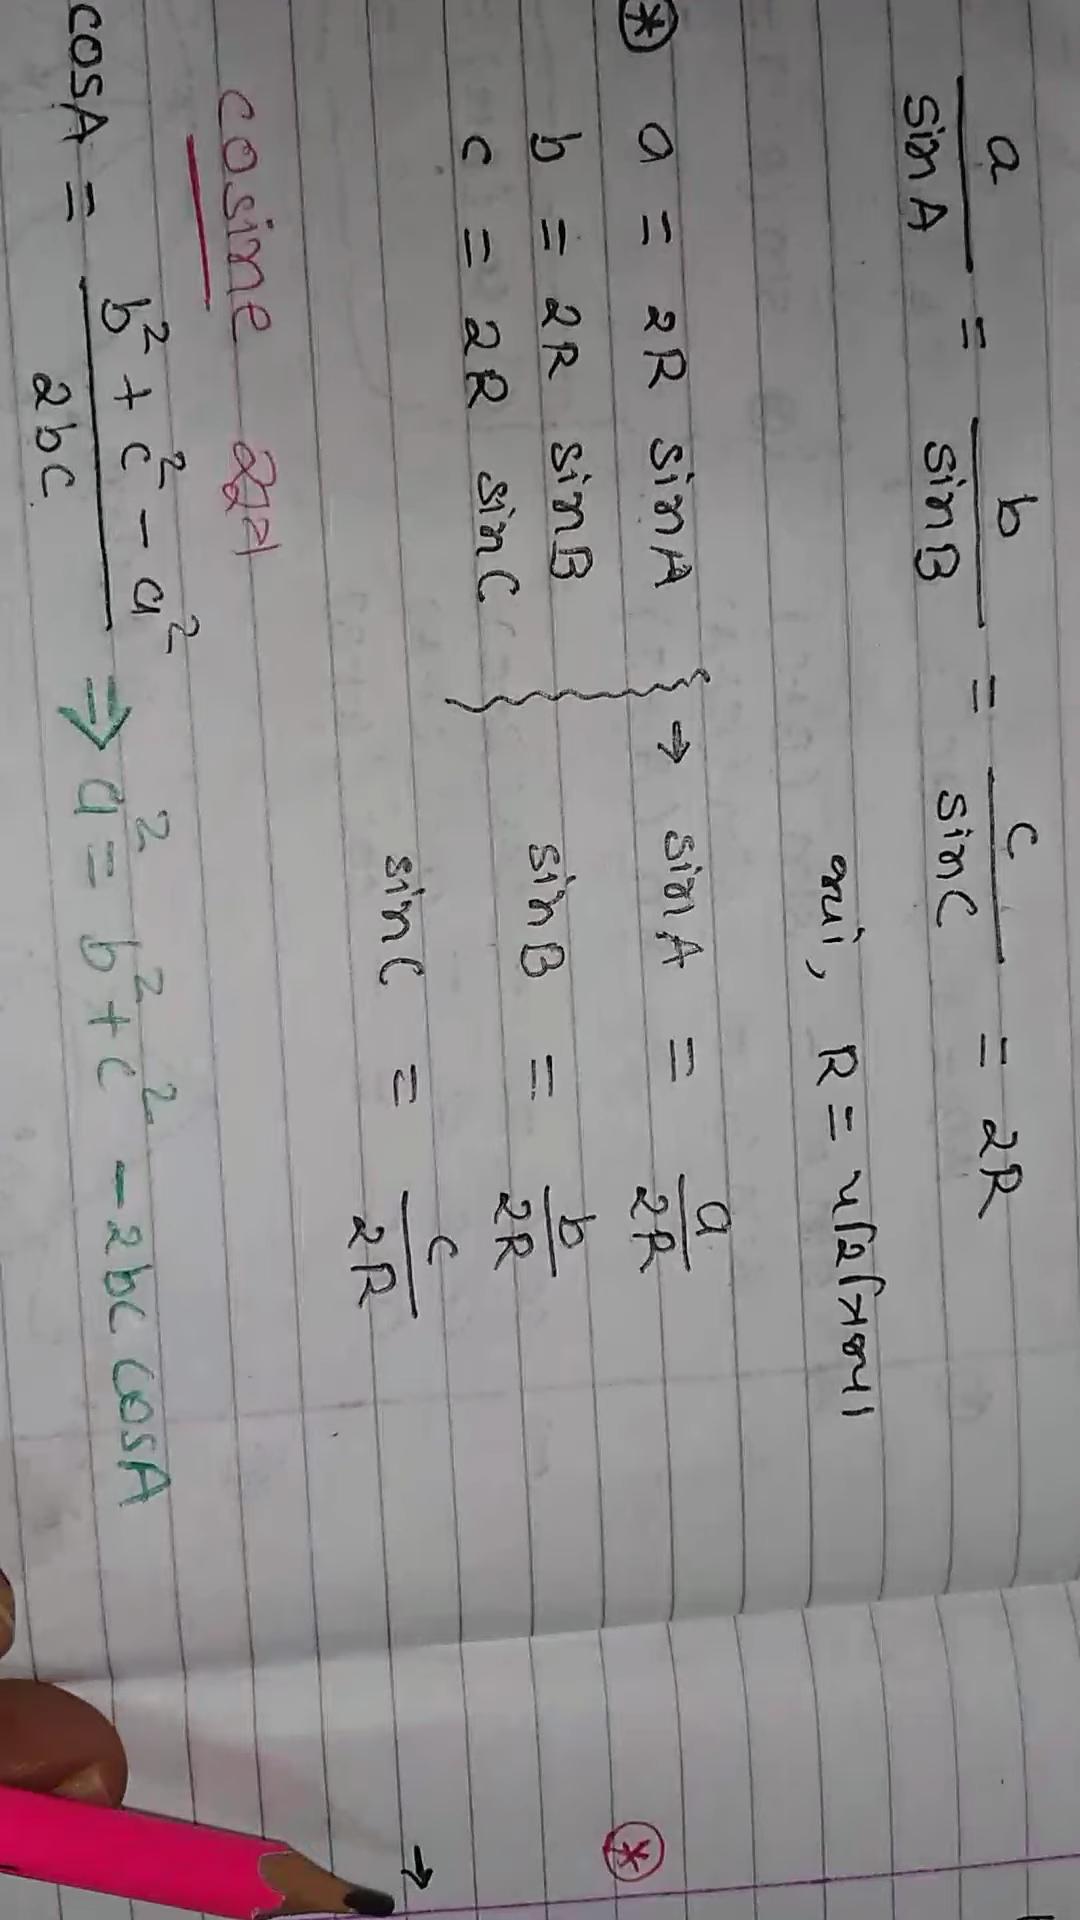 a/sinA = b/sinB = c/sinC = 2R
R = પરિત્રિજ્યા
* a = 2R sinA → sinA = a/2R
b = 2R sinB sinB = b/2R
c = 2R sinC sinC = c/2R
cosine સૂત્ર
cosA = b² + c² - a² / 2bc ⇒ a² = b² + c² - 2bc cosA
*
→